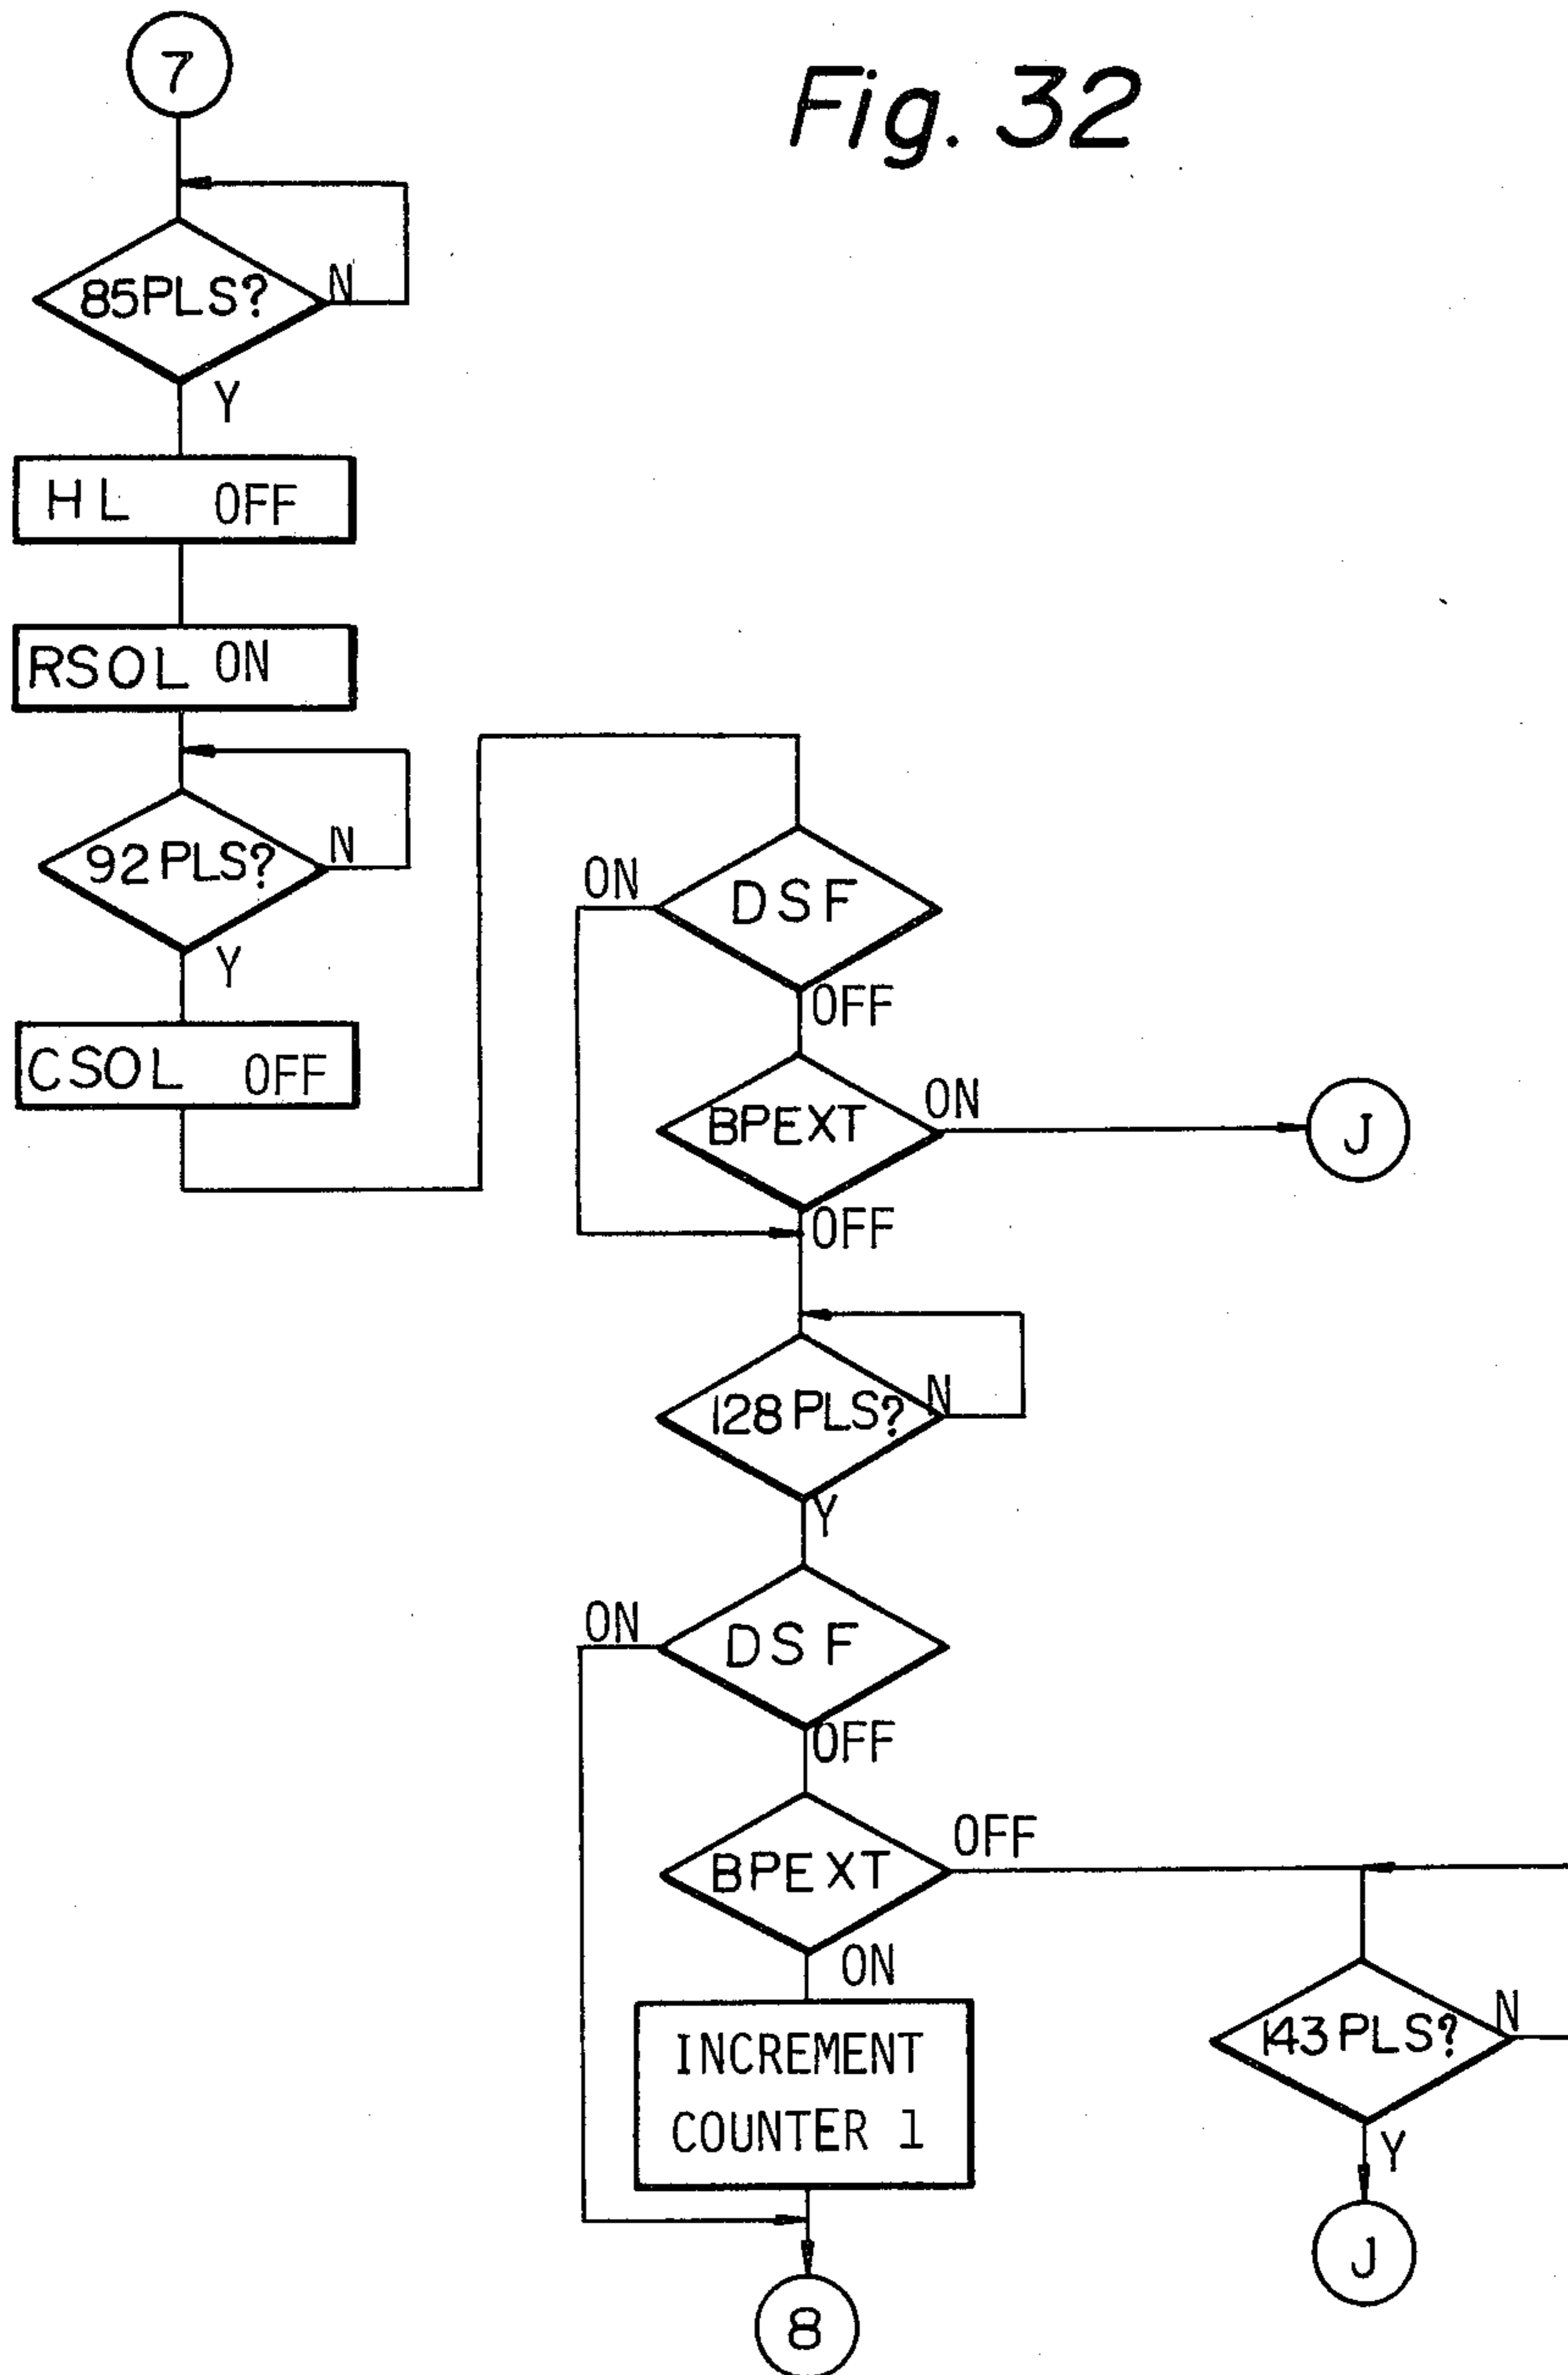 Fig. 32
7
85PLS?
N
Y
HL OFF
RSOL ON
92 PLS?
N
Y
CSOL OFF
DSF
ON
OFF
BPEXT
ON
J
OFF
128 PLS?
N
Y
DSF
ON
OFF
BPEXT
OFF
ON
INCREMENT
COUNTER 1
143 PLS?
N
Y
J
8